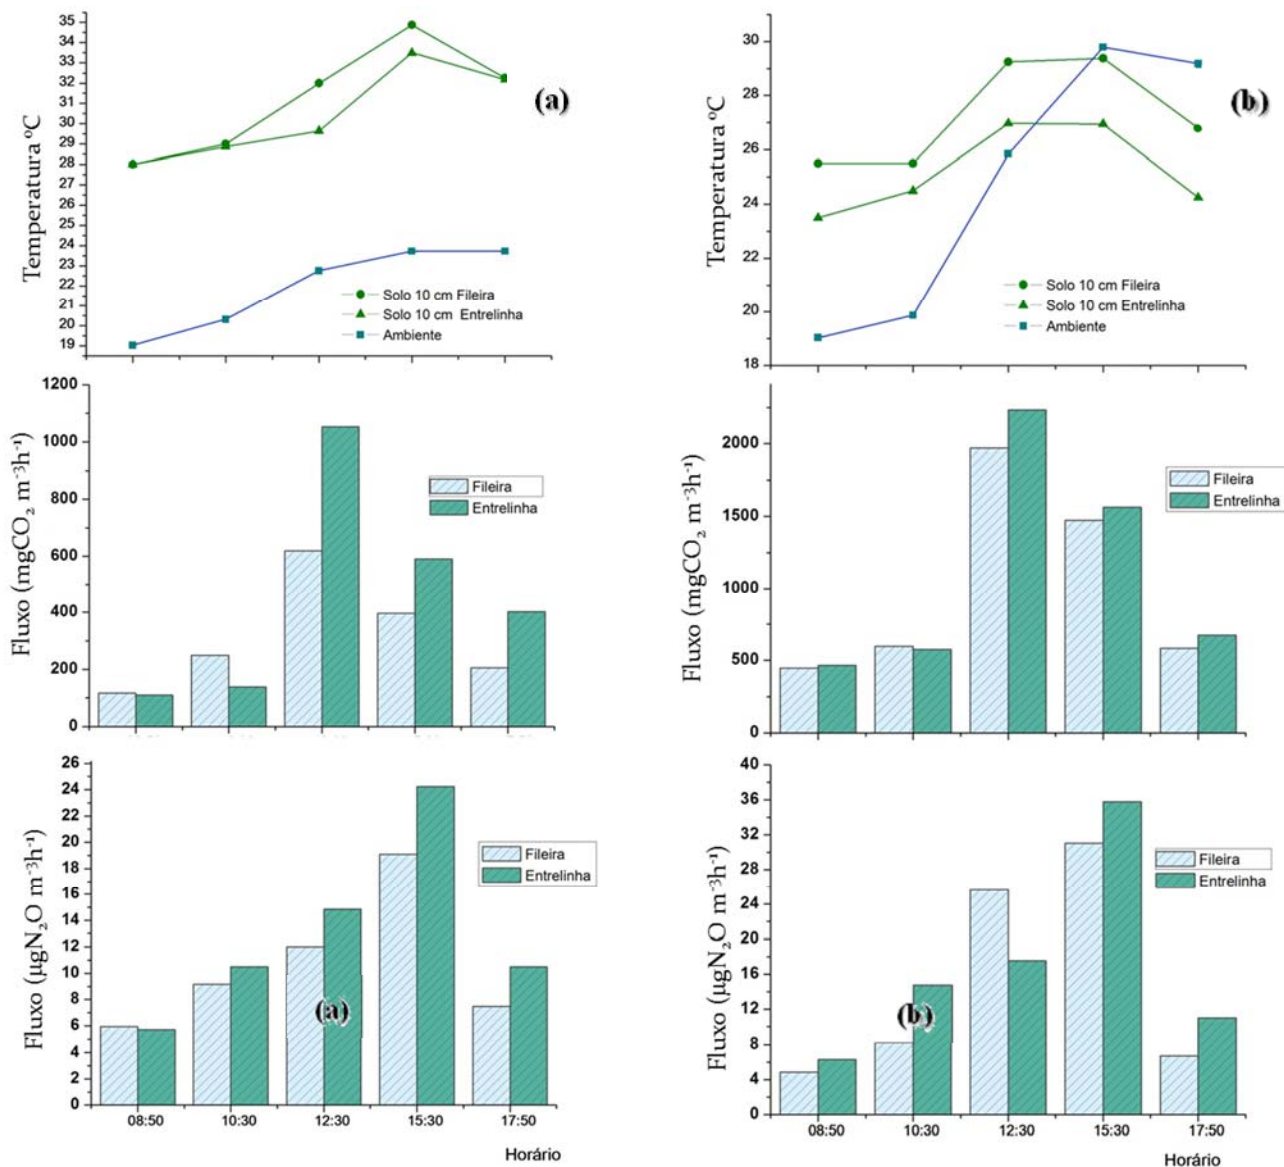 Temperatura ºC
35
34
33
32
31
30
29
28
27
26
25
24
23
22
21
20
19
(a)
Solo 10 cm Fileira
Solo 10 cm Entrelinha
Ambiente
Temperatura ºC
30
28
26
24
22
20
18
(b)
Solo 10 cm Fileira
Solo 10 cm Entrelinha
Ambiente
Fluxo (mgCO₂ m⁻³h⁻¹)
1200
1000
800
600
400
200
0
Fileira
Entrelinha
Fluxo (mgCO₂ m⁻³h⁻¹)
2000
1500
1000
500
0
Fileira
Entrelinha
Fluxo (µgN₂O m⁻³h⁻¹)
26
24
22
20
18
16
14
12
10
8
6
4
2
0
Fileira
Entrelinha
(a)
08:50 10:30 12:30 15:30 17:50
Horário
Fluxo (µgN₂O m⁻³h⁻¹)
40
36
32
28
24
20
16
12
8
4
0
Fileira
Entrelinha
(b)
08:50 10:30 12:30 15:30 17:50
Horário